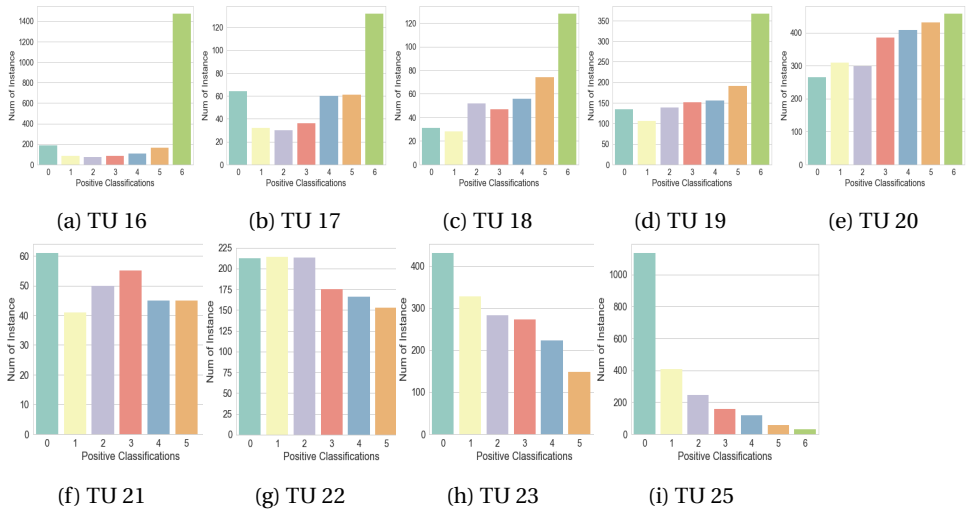 1400
1200
1000
800
600
400
200
0
Num of Instance
0 1 2 3 4 5 6
Positive Classifications
(a) TU 16
120
100
80
60
40
20
0
Num of Instance
0 1 2 3 4 5 6
Positive Classifications
(b) TU 17
120
100
80
60
40
20
0
Num of Instance
0 1 2 3 4 5 6
Positive Classifications
(c) TU 18
350
300
250
200
150
100
50
0
Num of Instance
0 1 2 3 4 5 6
Positive Classifications
(d) TU 19
400
300
200
100
0
Num of Instance
0 1 2 3 4 5 6
Positive Classifications
(e) TU 20
60
50
40
30
20
10
0
Num of Instance
0 1 2 3 4 5
Positive Classifications
(f) TU 21
225
200
175
150
125
100
75
50
25
0
Num of Instance
0 1 2 3 4 5
Positive Classifications
(g) TU 22
400
300
200
100
0
Num of Instance
0 1 2 3 4 5
Positive Classifications
(h) TU 23
1000
800
600
400
200
0
Num of Instance
0 1 2 3 4 5 6
Positive Classifications
(i) TU 25